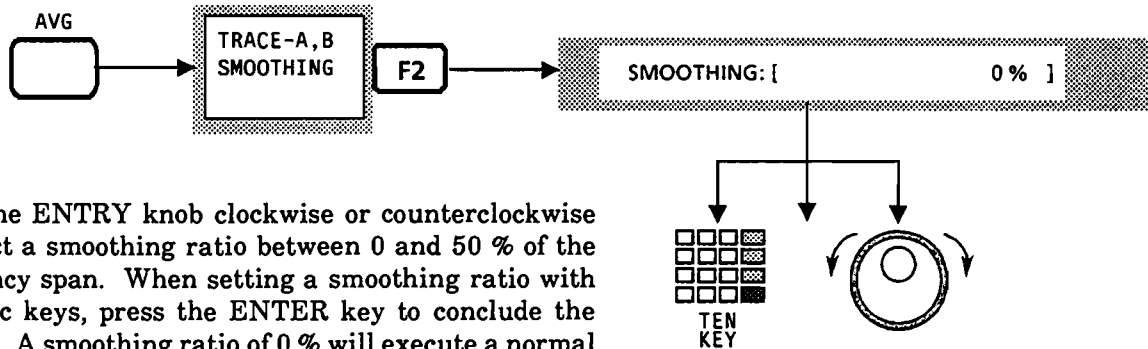 AVG
TRACE-A,B
SMOOTHING
F2
SMOOTHING: [ 0 % ]
he ENTRY knob clockwise or counterclockwise
ct a smoothing ratio between 0 and 50 % of the
ncy span. When setting a smoothing ratio with
c keys, press the ENTER key to conclude the
A smoothing ratio of 0 % will execute a normal
TEN
KEY